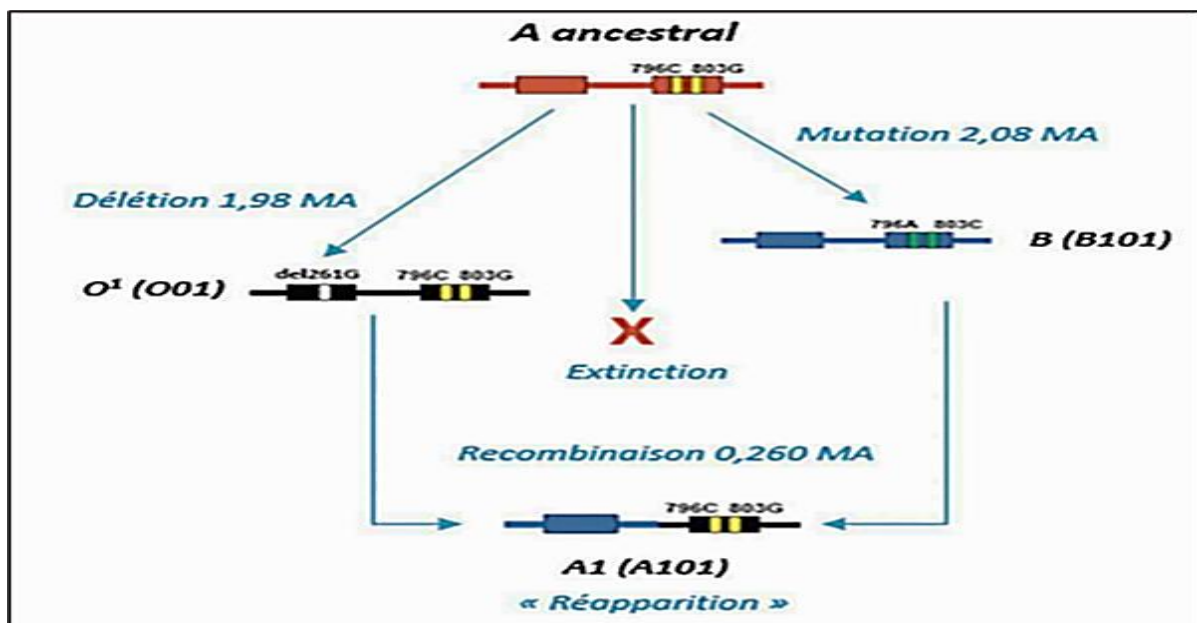 A ancestral
796C 803G
Mutation 2,08 MA
Délétion 1,98 MA
796A 803C
B (B101)
del261G 796C 803G
O¹ (O01)
X
Extinction
Recombinaison 0,260 MA
796C 803G
A1 (A101)
« Réapparition »